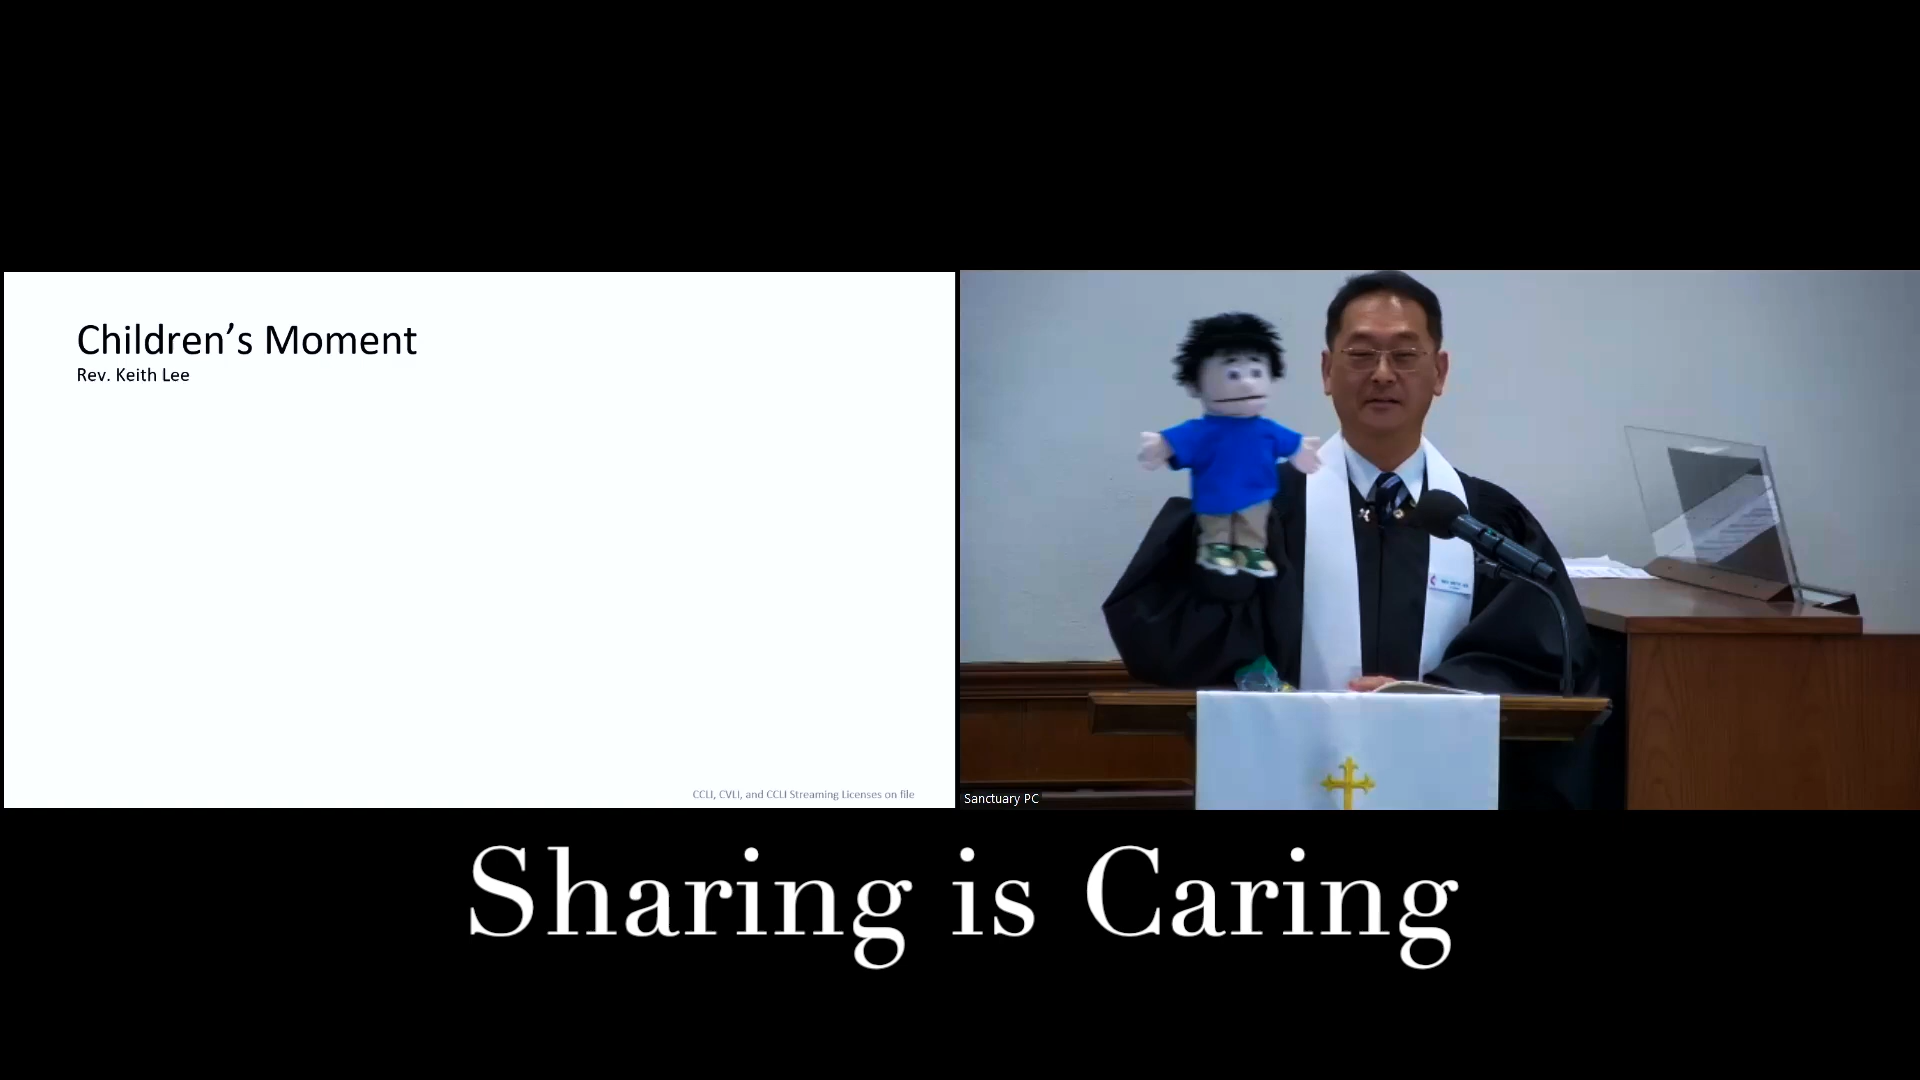 Children’s Moment
Rev. Keith Lee
CCLI, CVLI, and CCLI Streaming Licenses on file
Sanctuary PC
Sharing is Caring